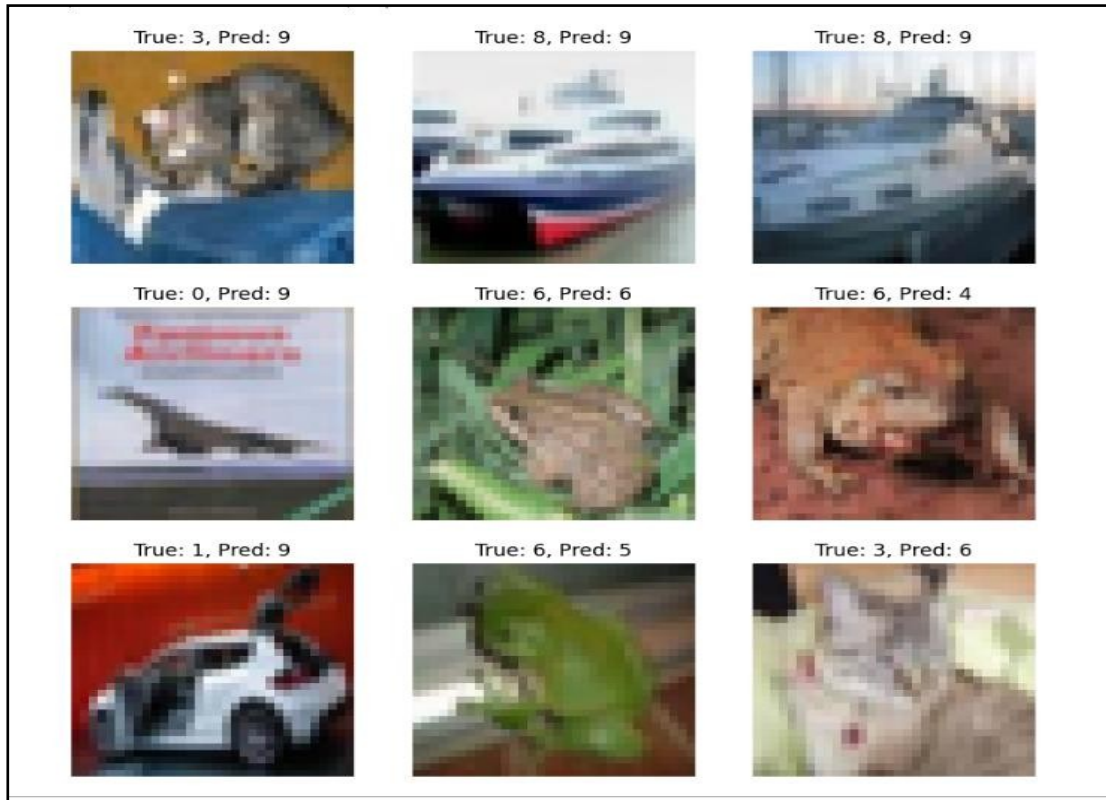 True: 3, Pred: 9
True: 8, Pred: 9
True: 8, Pred: 9
True: 0, Pred: 9
True: 6, Pred: 6
True: 6, Pred: 4
True: 1, Pred: 9
True: 6, Pred: 5
True: 3, Pred: 6